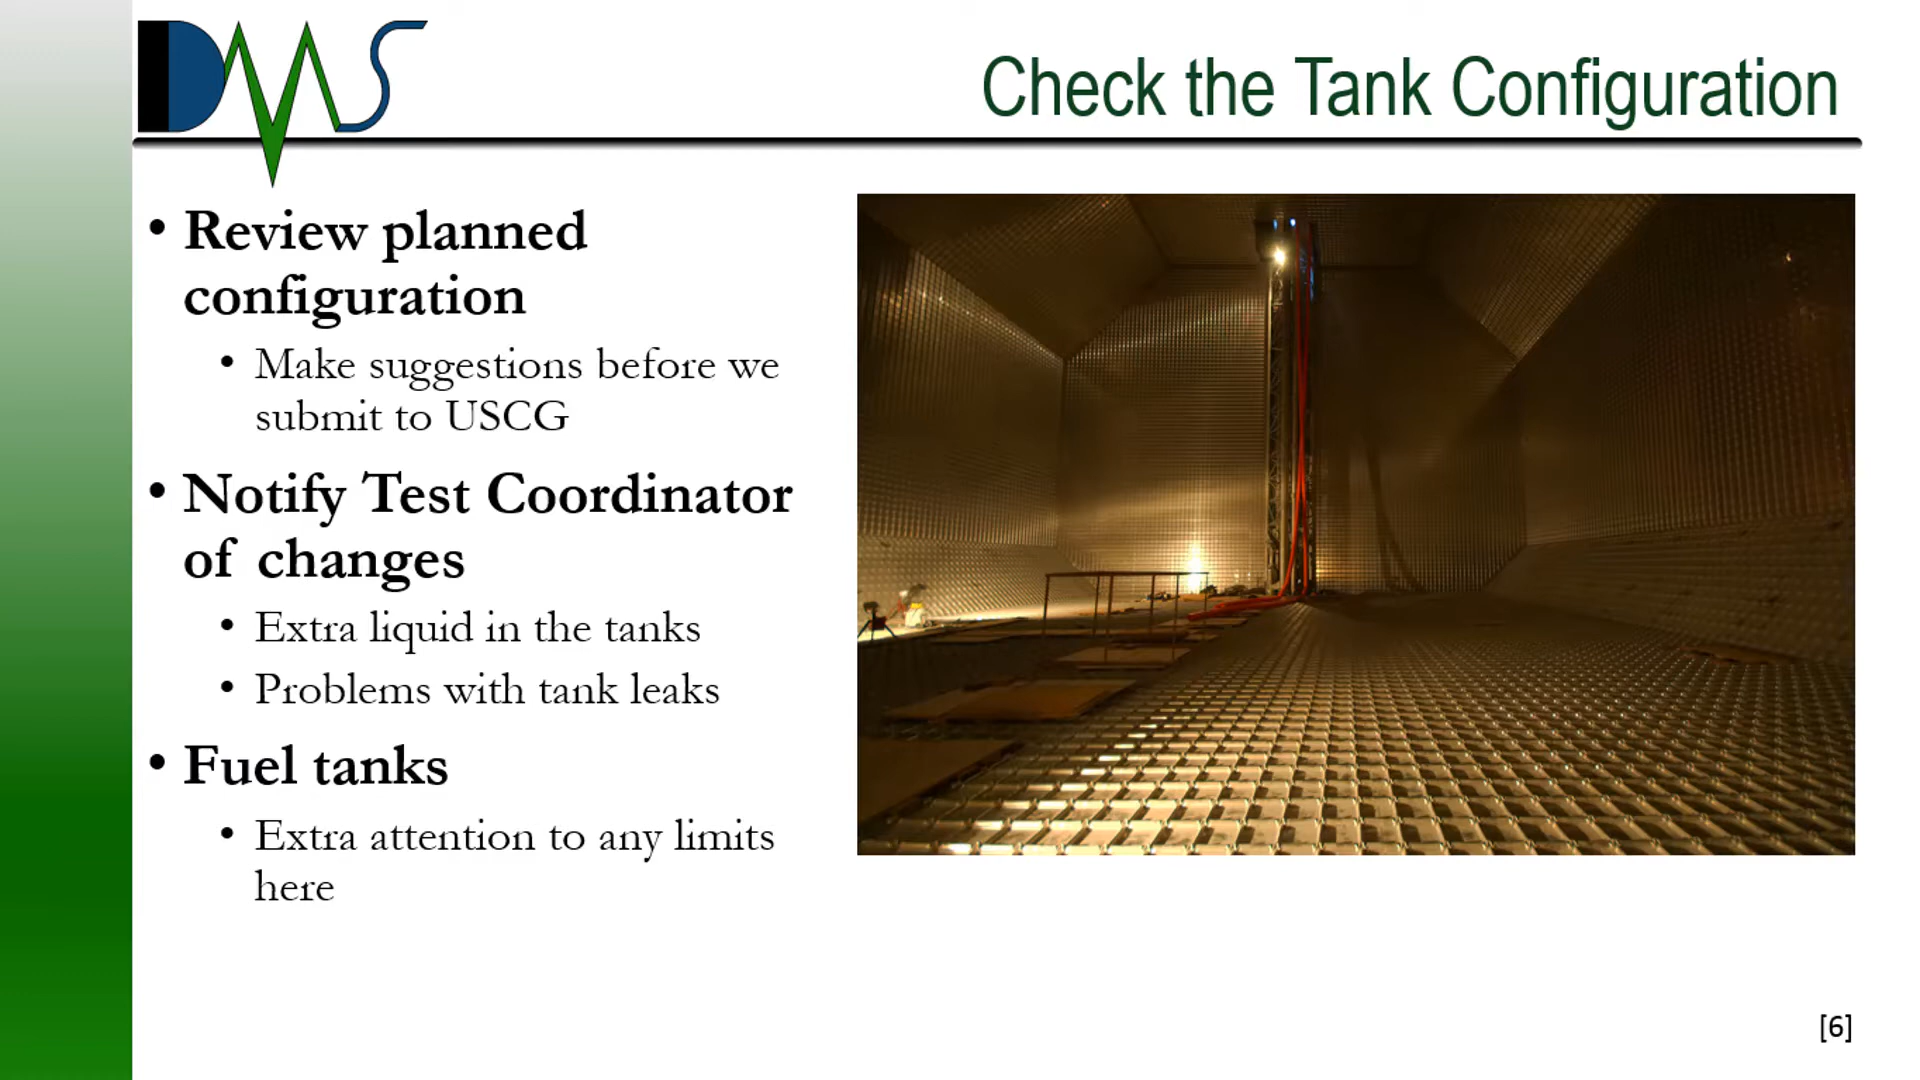 DMS
Check the Tank Configuration
• Review planned
configuration
• Make suggestions before we
submit to USCG
• Notify Test Coordinator
of changes
• Extra liquid in the tanks
• Problems with tank leaks
• Fuel tanks
• Extra attention to any limits
here
[6]